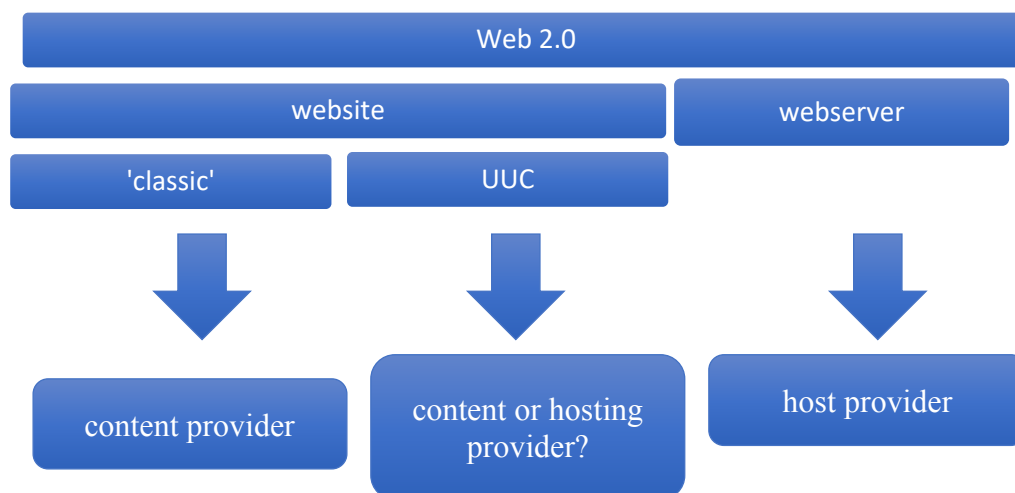 Web 2.0
website
webserver
'classic'
UUC
content provider
content or hosting
provider?
host provider